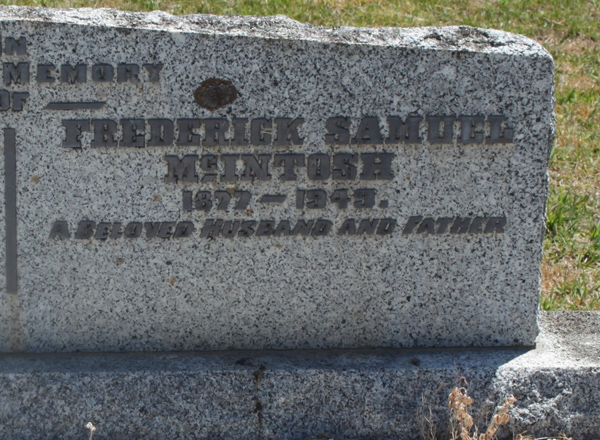 IN
MEMORY
OF —
FREDERICK SAMUEL
McINTOSH
1877 — 1943.
A BELOVED HUSBAND AND FATHER